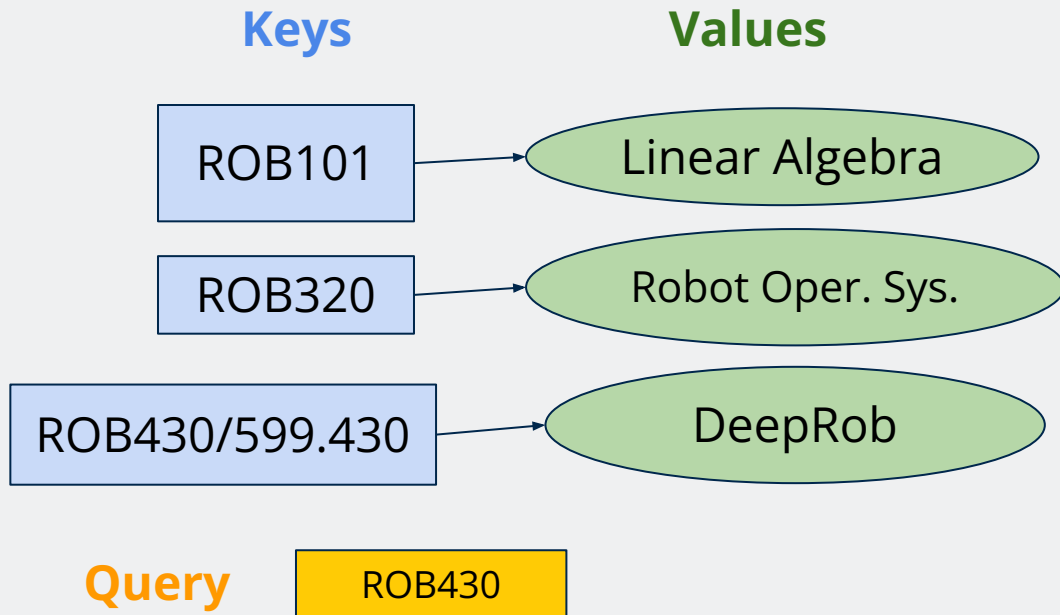 Keys Values
ROB101 Linear Algebra
ROB320 Robot Oper. Sys.
ROB430/599.430 DeepRob
Query ROB430